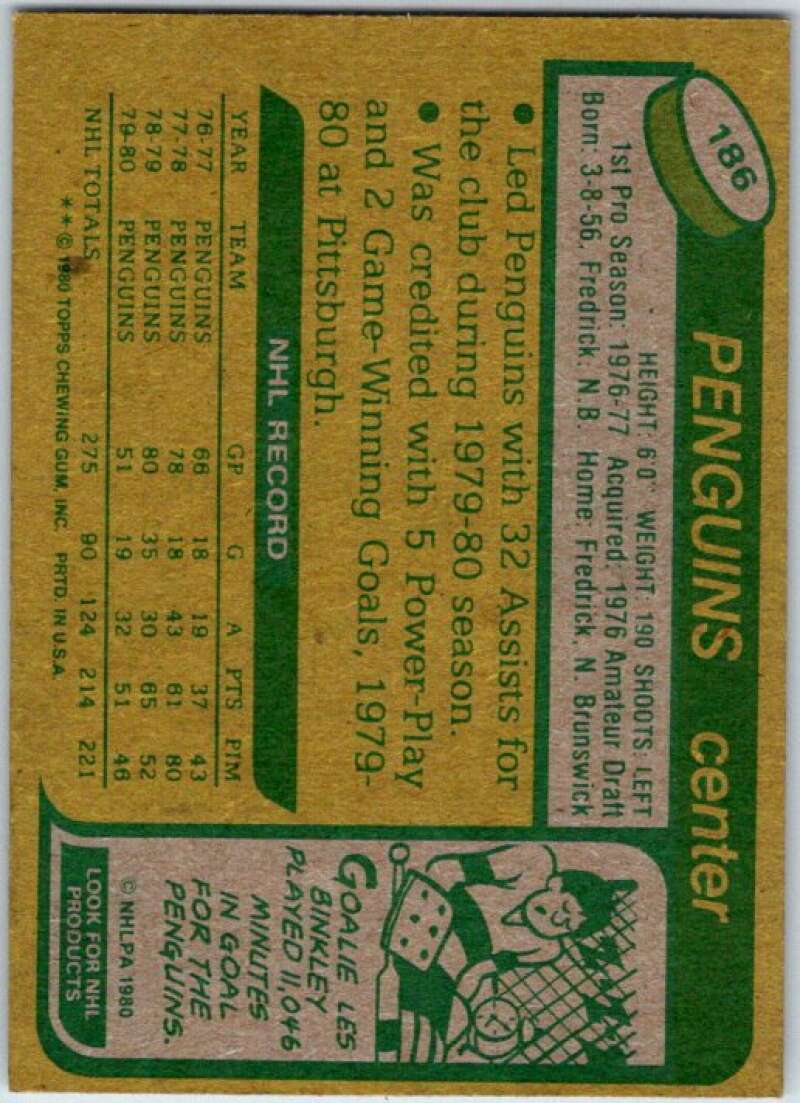 186
PENGUINS center
HEIGHT: 6'0" WEIGHT: 190 SHOOTS: LEFT
1st Pro Season: 1976-77 Acquired: 1976 Amateur Draft
Born: 3-8-56, Fredrick, N.B. Home: Fredrick, N. Brunswick
• Led Penguins with 32 Assists for
the club during 1979-80 season.
• Was credited with 5 Power-Play
and 2 Game-Winning Goals, 1979-
80 at Pittsburgh.
NHL RECORD
YEAR TEAM GP G A PTS PIM
76-77 PENGUINS 66 18 19 37 43
77-78 PENGUINS 78 18 43 61 80
78-79 PENGUINS 80 35 30 65 52
79-80 PENGUINS 51 19 32 51 46
NHL TOTALS 275 90 124 214 221
**© 1980 TOPPS CHEWING GUM, INC. PRTD. IN U.S.A.
GOALIE LES
BINKLEY
PLAYED 11,046
MINUTES
IN GOAL
FOR THE
PENGUINS.
© NHLPA 1980
LOOK FOR NHL
PRODUCTS